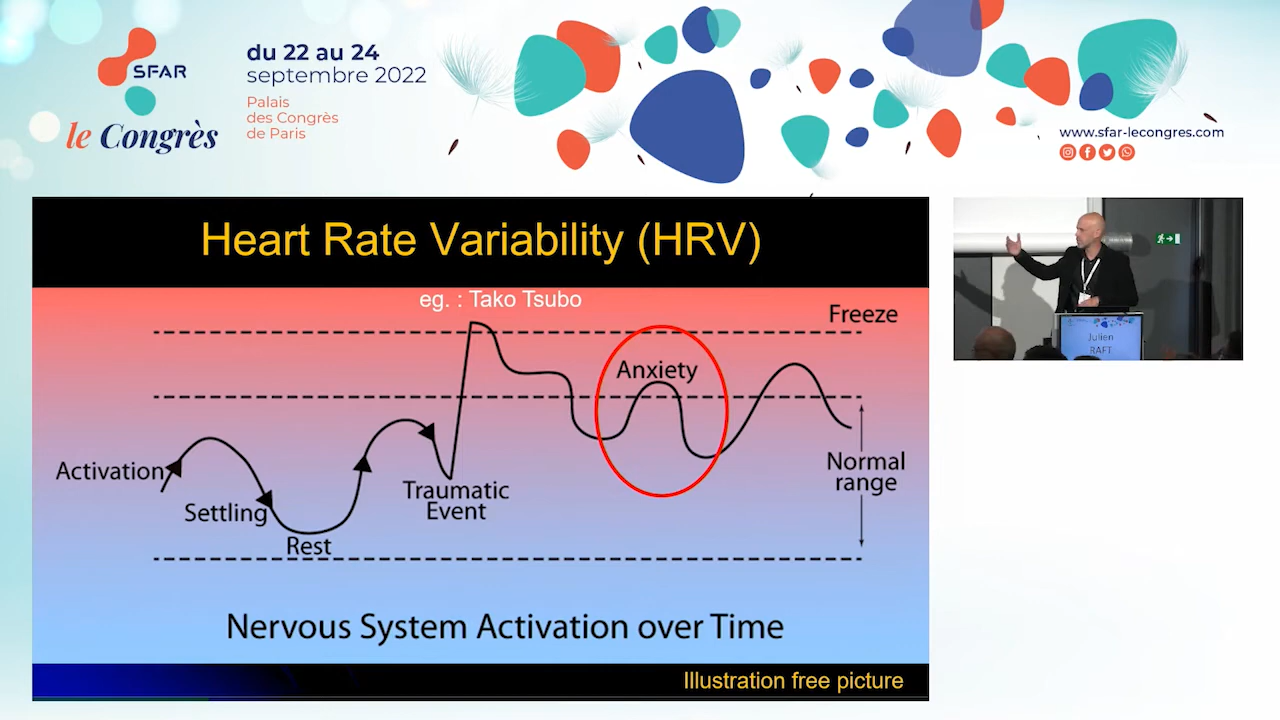 SFAR
le Congrès
du 22 au 24
septembre 2022
Palais
des Congrès
de Paris
www.sfar-lecongres.com
Heart Rate Variability (HRV)
eg. : Tako Tsubo
Freeze
Anxiety
Activation
Settling
Rest
Traumatic
Event
Normal
range
Nervous System Activation over Time
Illustration free picture
Julien
RAFT